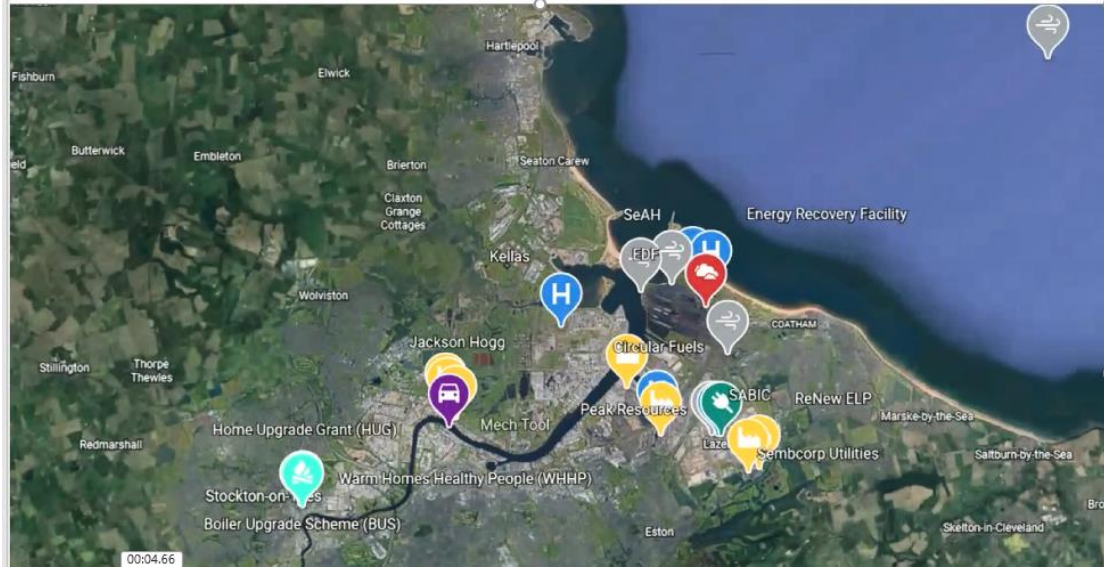 Hartlepool
Fishburn
Elwick
Butterwick
Embleton
Brierton
Seaton Carew
Claxton
Grange
Cottages
SeAH
Energy Recovery Facility
EDF
H
Kellas
H
Wolviston
COATHAM
Jackson Hogg
Circular Fuels
Stillington
Thorpe
Thewles
SABIC
ReNew ELP
Peak Resources
Marske-by-the-Sea
Mech Tool
Home Upgrade Grant (HUG)
Redmarshall
Sembcorp Utilities
Saltburn-by-the-Sea
Warm Homes Healthy People (WHHP)
Boiler Upgrade Scheme (BUS)
Eston
Skelton-in-Cleveland
00:04.66